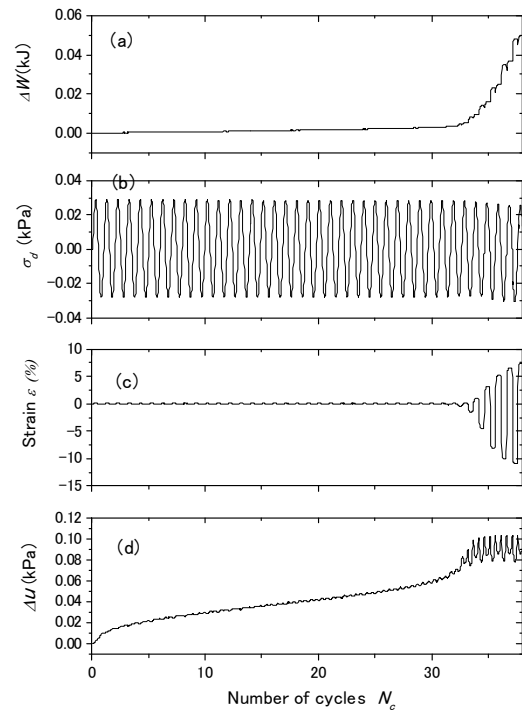 (a)
ΔW(kJ)
0.06
0.04
0.02
0.00
(b)
σd (kPa)
0.04
0.02
0.00
−0.02
−0.04
(c)
Strain ε (%)
10
5
0
−5
−10
−15
(d)
Δu(kPa)
0.12
0.10
0.08
0.06
0.04
0.02
0.00
0 10 20 30
Number of cycles Nc